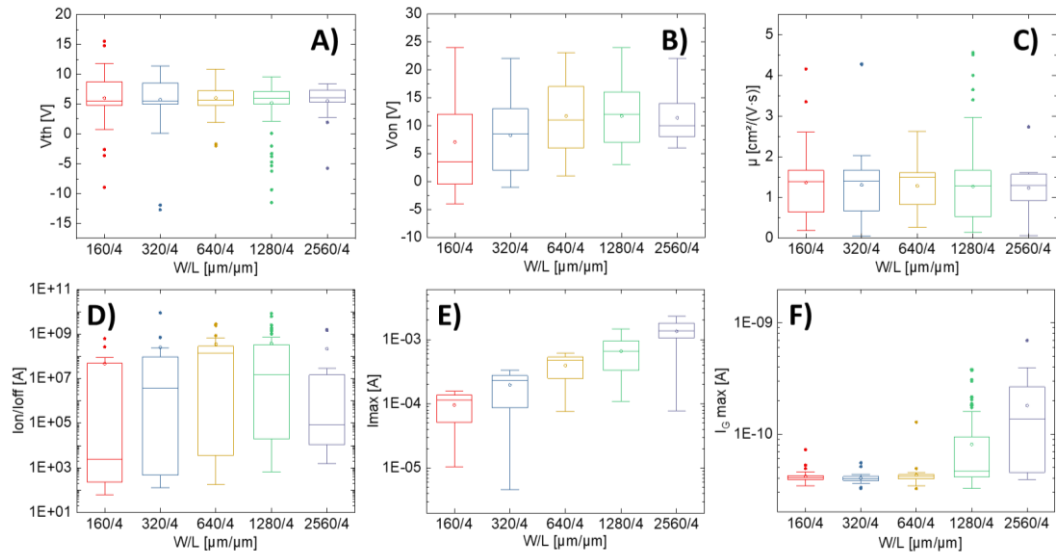 A)
Vth [V]
20
15
10
5
0
-5
-10
-15
160/4 320/4 640/4 1280/4 2560/4
W/L [µm/µm]
B)
Von [V]
30
25
20
15
10
5
0
-5
-10
160/4 320/4 640/4 1280/4 2560/4
W/L [µm/µm]
C)
µ [cm²/(V·s)]
5
4
3
2
1
0
160/4 320/4 640/4 1280/4 2560/4
W/L [µm/µm]
D)
Ion/Ioff [A]
1E+11
1E+09
1E+07
1E+05
1E+03
1E+01
160/4 320/4 640/4 1280/4 2560/4
W/L [µm/µm]
E)
Imax [A]
1E-03
1E-04
1E-05
160/4 320/4 640/4 1280/4 2560/4
W/L [µm/µm]
F)
IG max [A]
1E-09
1E-10
160/4 320/4 640/4 1280/4 2560/4
W/L [µm/µm]